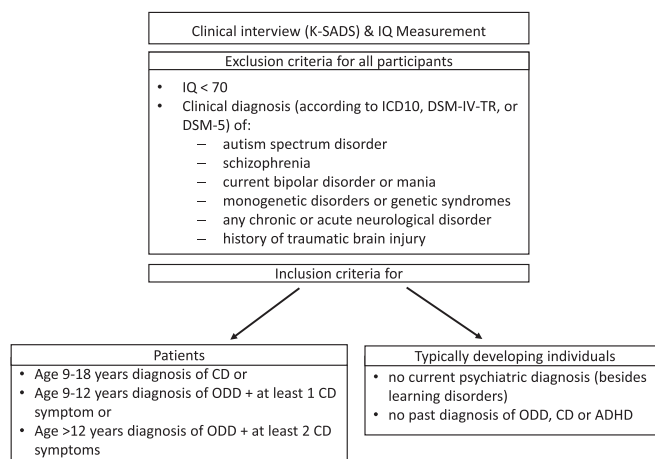 Clinical interview (K-SADS) & IQ Measurement
Exclusion criteria for all participants
• IQ < 70
• Clinical diagnosis (according to ICD10, DSM-IV-TR, or
DSM-5) of:
– autism spectrum disorder
– schizophrenia
– current bipolar disorder or mania
– monogenetic disorders or genetic syndromes
– any chronic or acute neurological disorder
– history of traumatic brain injury
Inclusion criteria for
Patients
• Age 9-18 years diagnosis of CD or
• Age 9-12 years diagnosis of ODD + at least 1 CD
symptom or
• Age >12 years diagnosis of ODD + at least 2 CD
symptoms
Typically developing individuals
• no current psychiatric diagnosis (besides
learning disorders)
• no past diagnosis of ODD, CD or ADHD